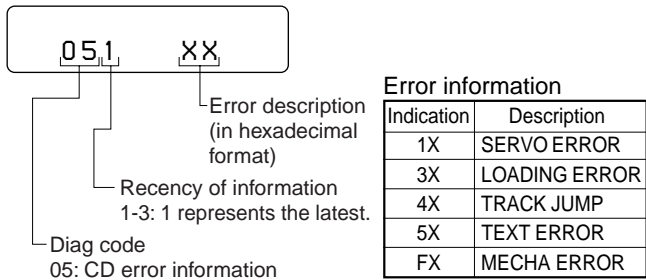 051 XX
Error description
(in hexadecimal
format)
Recency of information
1-3: 1 represents the latest.
Diag code
05: CD error information
Error information
Indication Description
1X SERVO ERROR
3X LOADING ERROR
4X TRACK JUMP
5X TEXT ERROR
FX MECHA ERROR